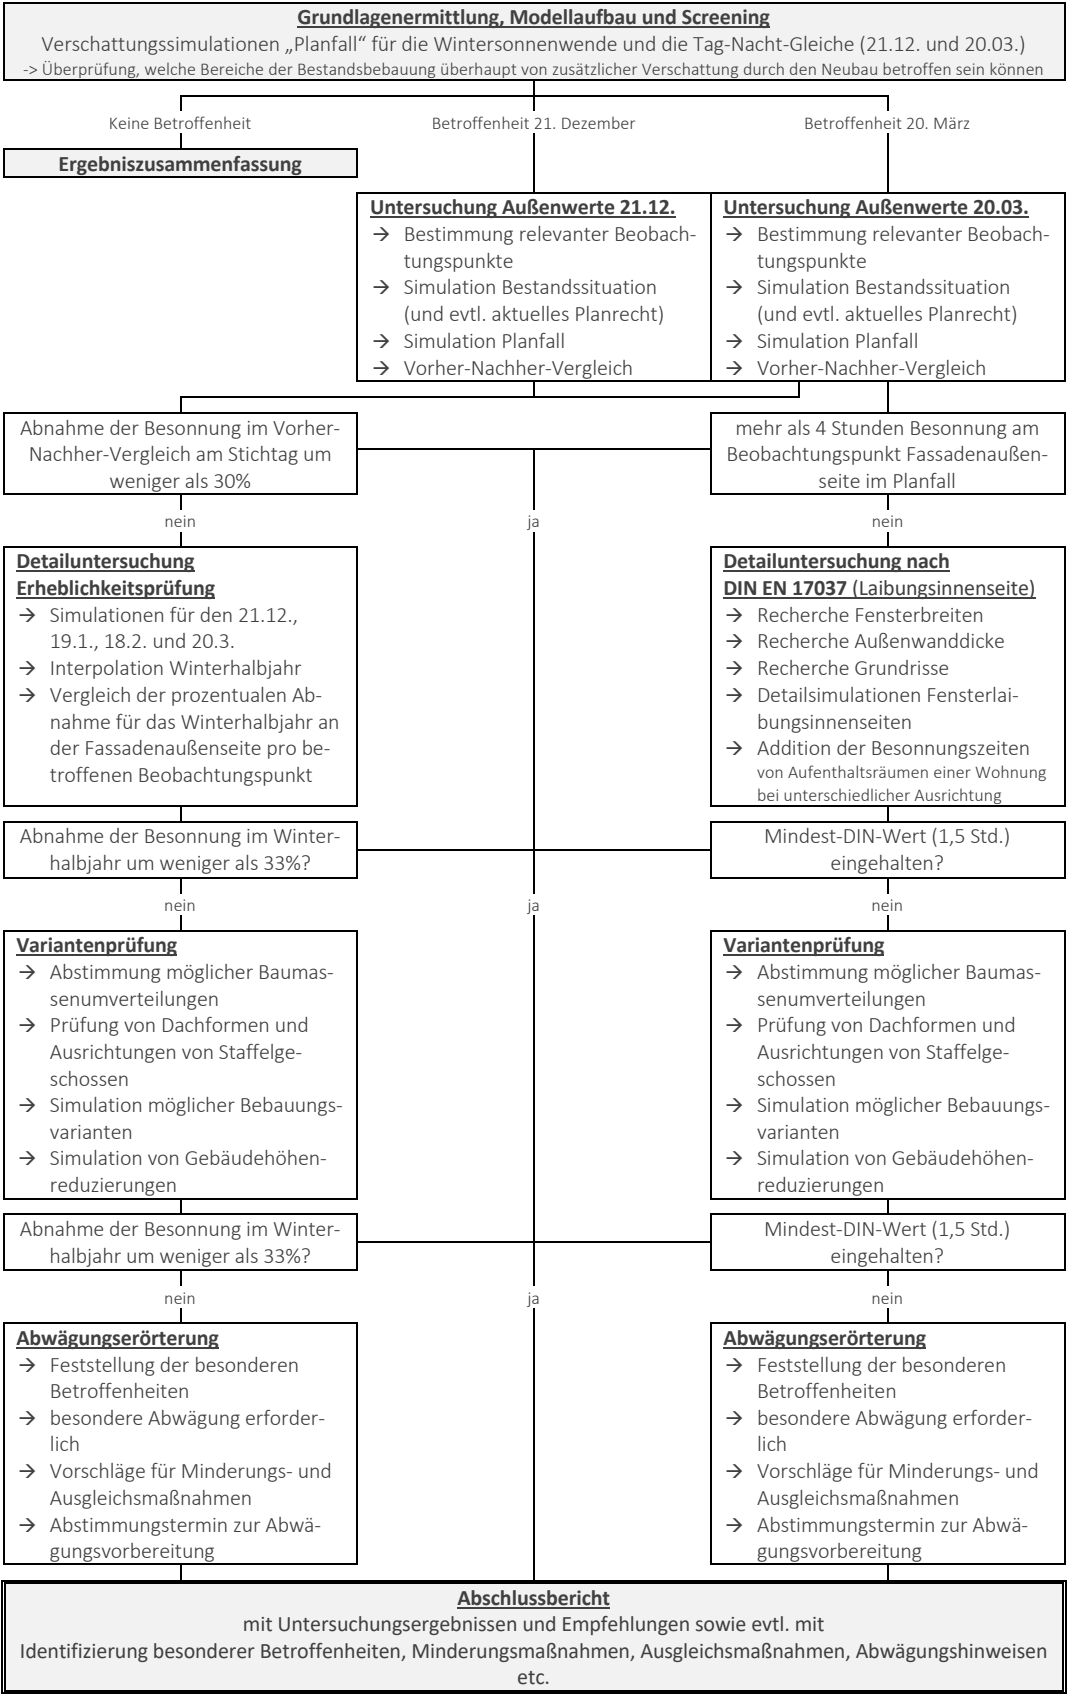 Grundlagenermittlung, Modellaufbau und Screening
Verschattungssimulationen „Planfall“ für die Wintersonnenwende und die Tag-Nacht-Gleiche (21.12. und 20.03.)
-> Überprüfung, welche Bereiche der Bestandsbebauung überhaupt von zusätzlicher Verschattung durch den Neubau betroffen sein können
Keine Betroffenheit
Betroffenheit 21. Dezember
Betroffenheit 20. März
Ergebniszusammenfassung
Untersuchung Außenwerte 21.12.
→ Bestimmung relevanter Beobach-
tungspunkte
→ Simulation Bestandssituation
(und evtl. aktuelles Planrecht)
→ Simulation Planfall
→ Vorher-Nachher-Vergleich
Untersuchung Außenwerte 20.03.
→ Bestimmung relevanter Beobach-
tungspunkte
→ Simulation Bestandssituation
(und evtl. aktuelles Planrecht)
→ Simulation Planfall
→ Vorher-Nachher-Vergleich
Abnahme der Besonnung im Vorher-
Nachher-Vergleich am Stichtag um
weniger als 30%
mehr als 4 Stunden Besonnung am
Beobachtungspunkt Fassadenaußen-
seite im Planfall
nein
ja
nein
Detailuntersuchung
Erheblichkeitsprüfung
→ Simulationen für den 21.12.,
19.1., 18.2. und 20.3.
→ Interpolation Winterhalbjahr
→ Vergleich der prozentualen Ab-
nahme für das Winterhalbjahr an
der Fassadenaußenseite pro be-
troffenen Beobachtungspunkt
Detailuntersuchung nach
DIN EN 17037 (Laibungsinnenseite)
→ Recherche Fensterbreiten
→ Recherche Außenwanddicke
→ Recherche Grundrisse
→ Detailsimulationen Fensterlai-
bungsinnenseiten
→ Addition der Besonnungszeiten
von Aufenthaltsräumen einer Wohnung
bei unterschiedlicher Ausrichtung
Abnahme der Besonnung im Winter-
halbjahr um weniger als 33%?
Mindest-DIN-Wert (1,5 Std.)
eingehalten?
nein
ja
nein
Variantenprüfung
→ Abstimmung möglicher Baumas-
senumverteilungen
→ Prüfung von Dachformen und
Ausrichtungen von Staffelge-
schossen
→ Simulation möglicher Bebauungs-
varianten
→ Simulation von Gebäudehöhen-
reduzierungen
Variantenprüfung
→ Abstimmung möglicher Baumas-
senumverteilungen
→ Prüfung von Dachformen und
Ausrichtungen von Staffelge-
schossen
→ Simulation möglicher Bebauungs-
varianten
→ Simulation von Gebäudehöhen-
reduzierungen
Abnahme der Besonnung im Winter-
halbjahr um weniger als 33%?
Mindest-DIN-Wert (1,5 Std.)
eingehalten?
nein
ja
nein
Abwägungserörterung
→ Feststellung der besonderen
Betroffenheiten
→ besondere Abwägung erforder-
lich
→ Vorschläge für Minderungs- und
Ausgleichsmaßnahmen
→ Abstimmungstermin zur Abwä-
gungsvorbereitung
Abwägungserörterung
→ Feststellung der besonderen
Betroffenheiten
→ besondere Abwägung erforder-
lich
→ Vorschläge für Minderungs- und
Ausgleichsmaßnahmen
→ Abstimmungstermin zur Abwä-
gungsvorbereitung
Abschlussbericht
mit Untersuchungsergebnissen und Empfehlungen sowie evtl. mit
Identifizierung besonderer Betroffenheiten, Minderungsmaßnahmen, Ausgleichsmaßnahmen, Abwägungshinweisen
etc.